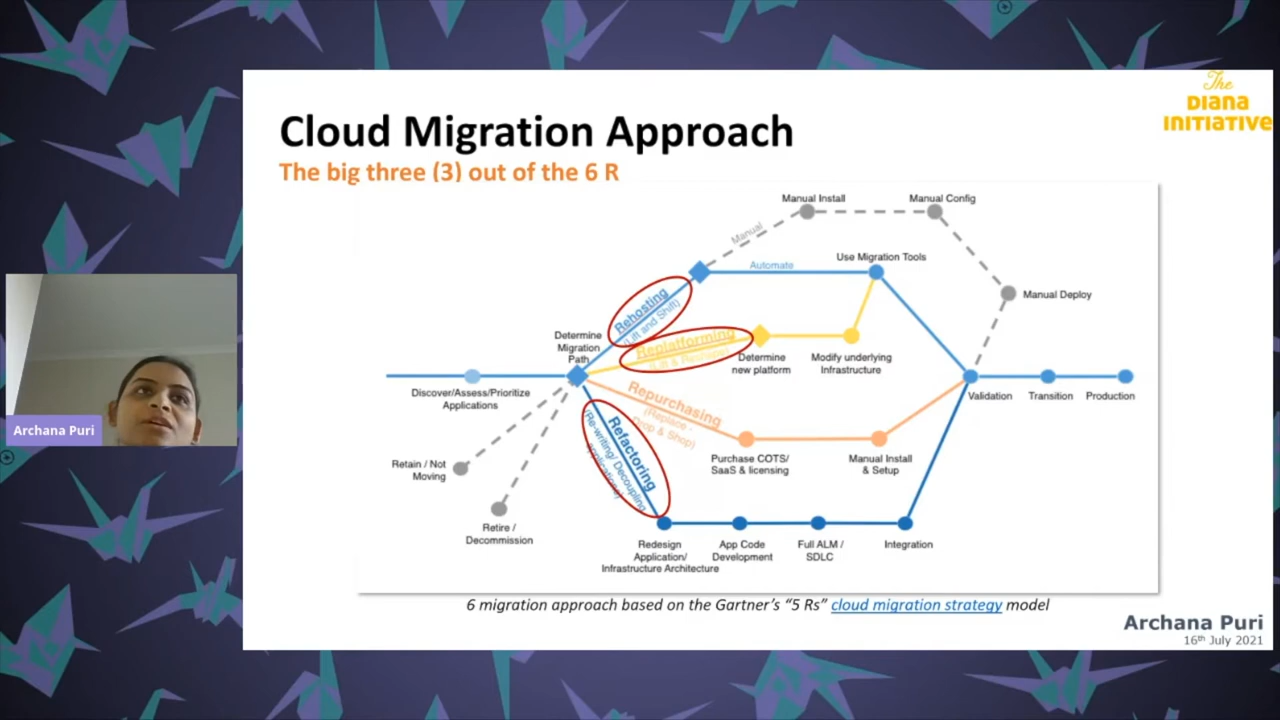 The
DIANA
INITIATIVE
Cloud Migration Approach
The big three (3) out of the 6 R
Manual Install
Manual Config
Manual
Automate
Use Migration Tools
Manual Deploy
Rehosting
(Lift and Shift)
Determine
Migration
Path
Replatforming
(Lift & Reshape)
Determine
new platform
Modify underlying
Infrastructure
Discover/Assess/Prioritize
Applications
Validation
Transition
Production
Repurchasing
(Replace -
Drop & Shop)
Refactoring
(Re-writing/ Decoupling
applications)
Purchase COTS/
SaaS & licensing
Manual Install
& Setup
Retain / Not
Moving
Retire /
Decommission
Redesign
Application/
Infrastructure Architecture
App Code
Development
Full ALM /
SDLC
Integration
6 migration approach based on the Gartner's “5 Rs” cloud migration strategy model
Archana Puri
16th July 2021
Archana Puri